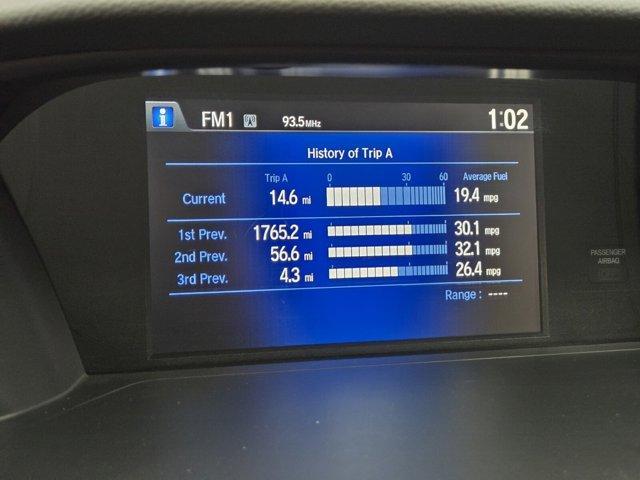 i FM1 93.5 MHz 1:02
History of Trip A
Trip A 0 30 60 Average Fuel
Current 14.6 mi 19.4 mpg
1st Prev. 1765.2 mi 30.1 mpg
2nd Prev. 56.6 mi 32.1 mpg
3rd Prev. 4.3 mi 26.4 mpg
Range : ----
PASSENGER
AIRBAG